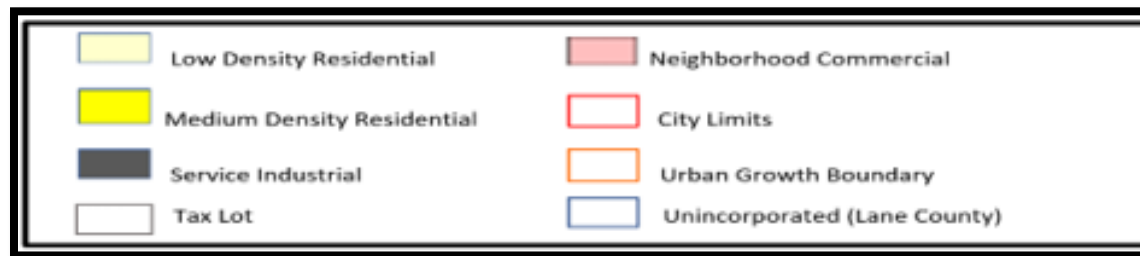 Low Density Residential
Neighborhood Commercial
Medium Density Residential
City Limits
Service Industrial
Urban Growth Boundary
Tax Lot
Unincorporated (Lane County)